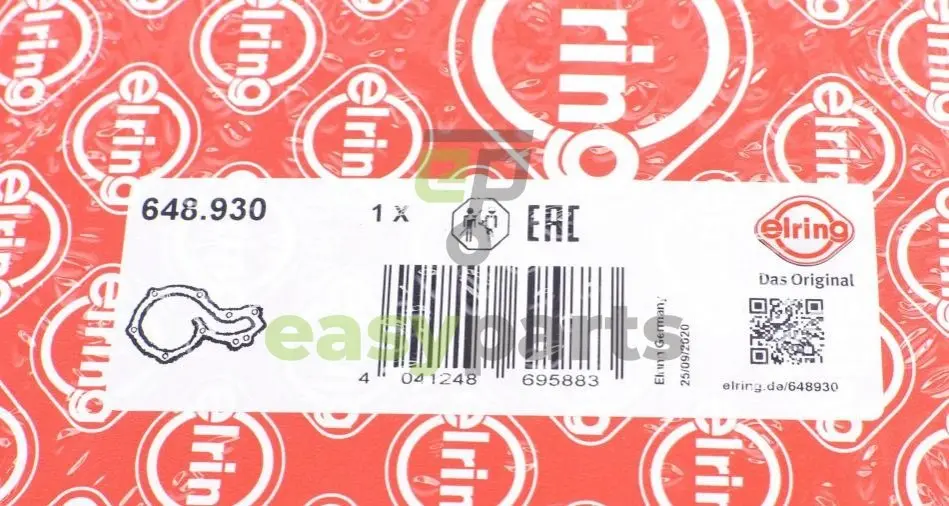 elring
648.930
1 X
EAC
elring
Das Original
4 041248 695883
Germany
25/09/2020
elring.de/648930
easyparts